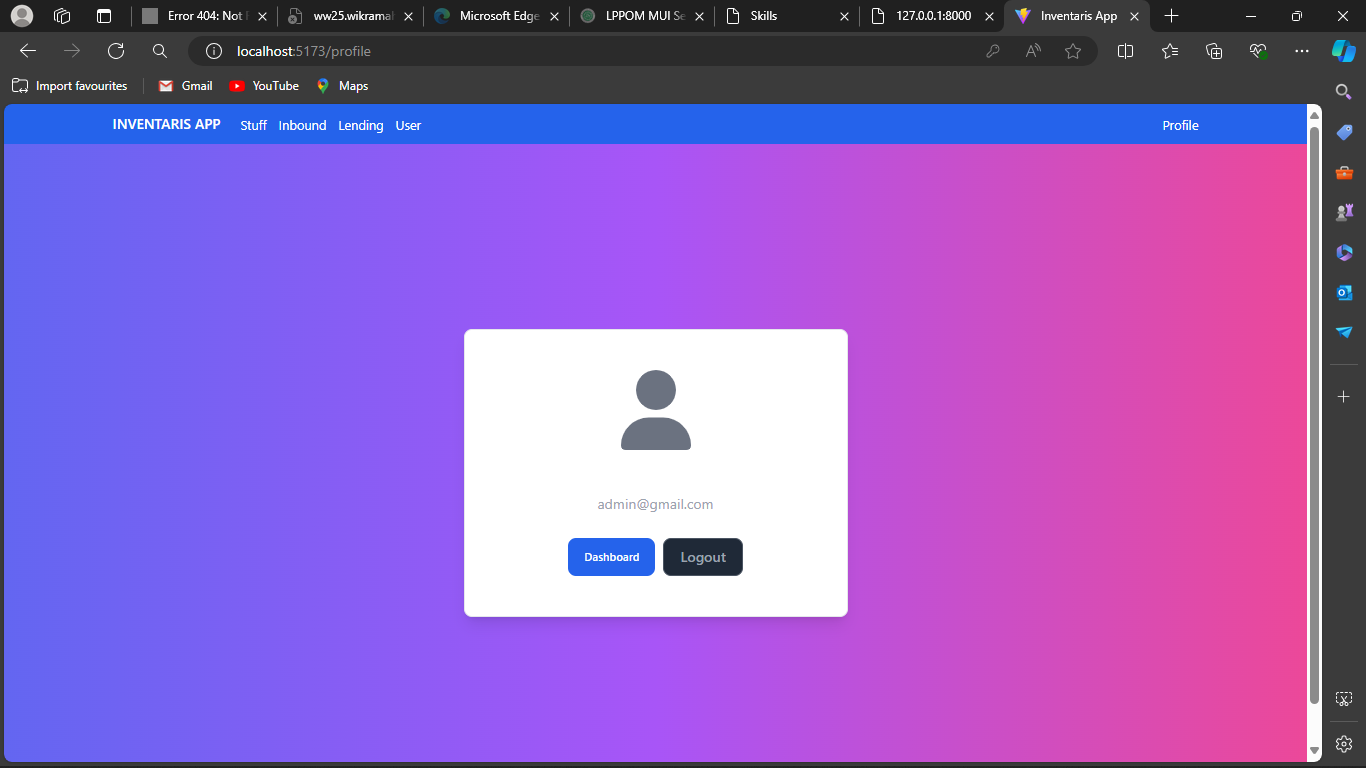 Error 404: Not F
ww25.wikramal
Microsoft Edge
LPPOM MUI Se
Skills
127.0.0.1:8000
Inventaris App
localhost:5173/profile
Import favourites
Gmail
YouTube
Maps
INVENTARIS APP Stuff Inbound Lending User Profile
admin@gmail.com
Dashboard Logout